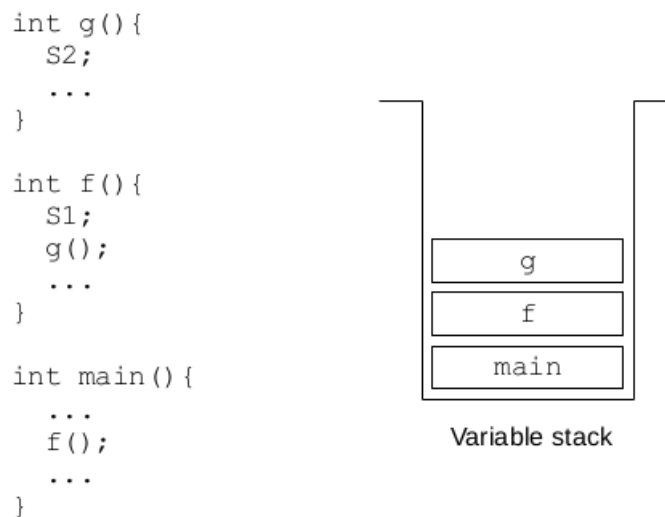 int g(){
S2;
...
}
int f(){
S1;
g();
...
}
int main(){
...
f();
...
}
g
f
main
Variable stack